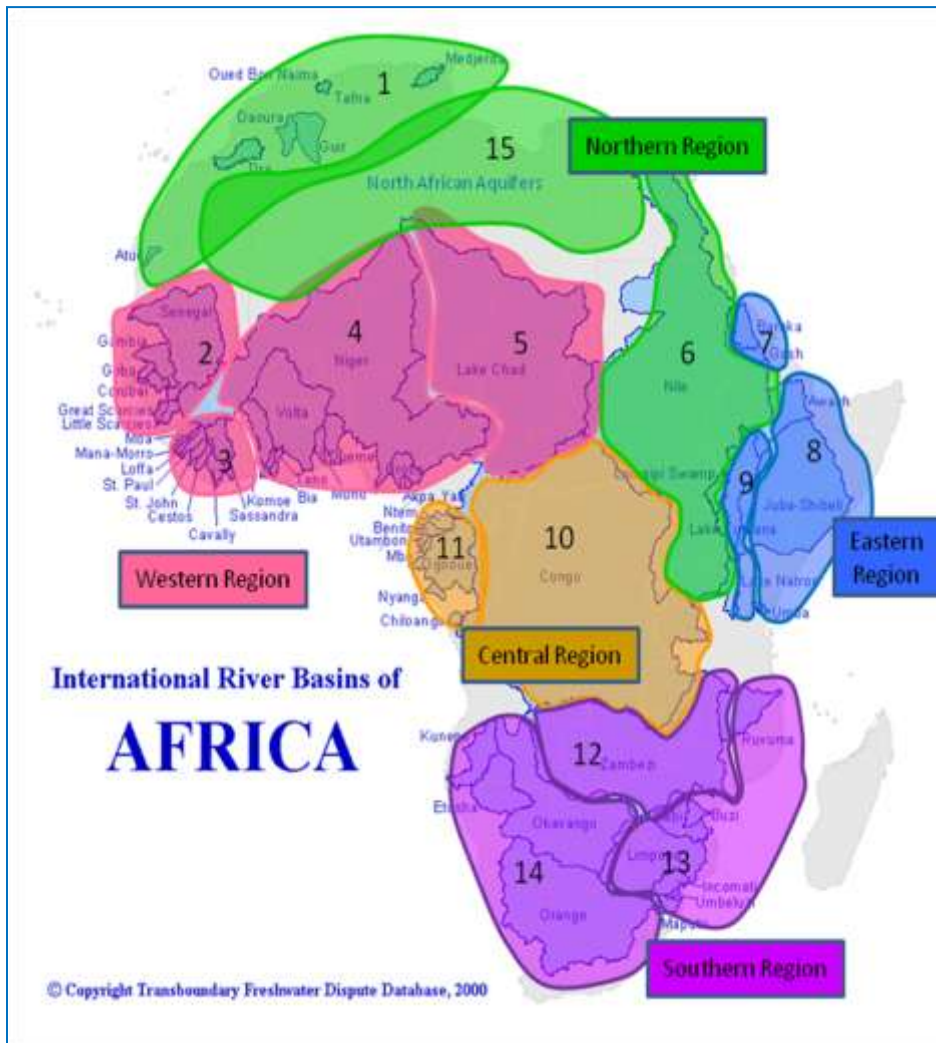 Medjerda
Oued Bon Naima
1
Tafna
Daoura
Guir
Dra
15
Northern Region
North African Aquifers
Atui
Senegal
4
5
6
7
Baraka
Gash
2
Gambia
Niger
Lake Chad
Nile
Geba
Corubal
Great Scarcies
Little Scarcies
Volta
Awash
8
Moa
Mana-Morro
3
Loffa
St. Paul
St. John
Cestos
Cavally
Sassandra
Komoe
Bia
Tano
Mono
Oueme
Cross
Akpa Yafi
Lotagipi Swamp
9
Juba-Shibeli
Ntem
Benito
Utamboni
Mbe
11
Ogooue
10
Congo
Lake Turkana
Eastern
Region
Western Region
Nyanga
Chiloango
Lake Natron
Umba
Central Region
International River Basins of
AFRICA
Kunene
12
Zambezi
Ruvuma
Etosha
Okavango
Sabi
Buzi
14
Limpopo
13
Incomati
Umbeluzi
Orange
Maputo
Southern Region
© Copyright Transboundary Freshwater Dispute Database, 2000